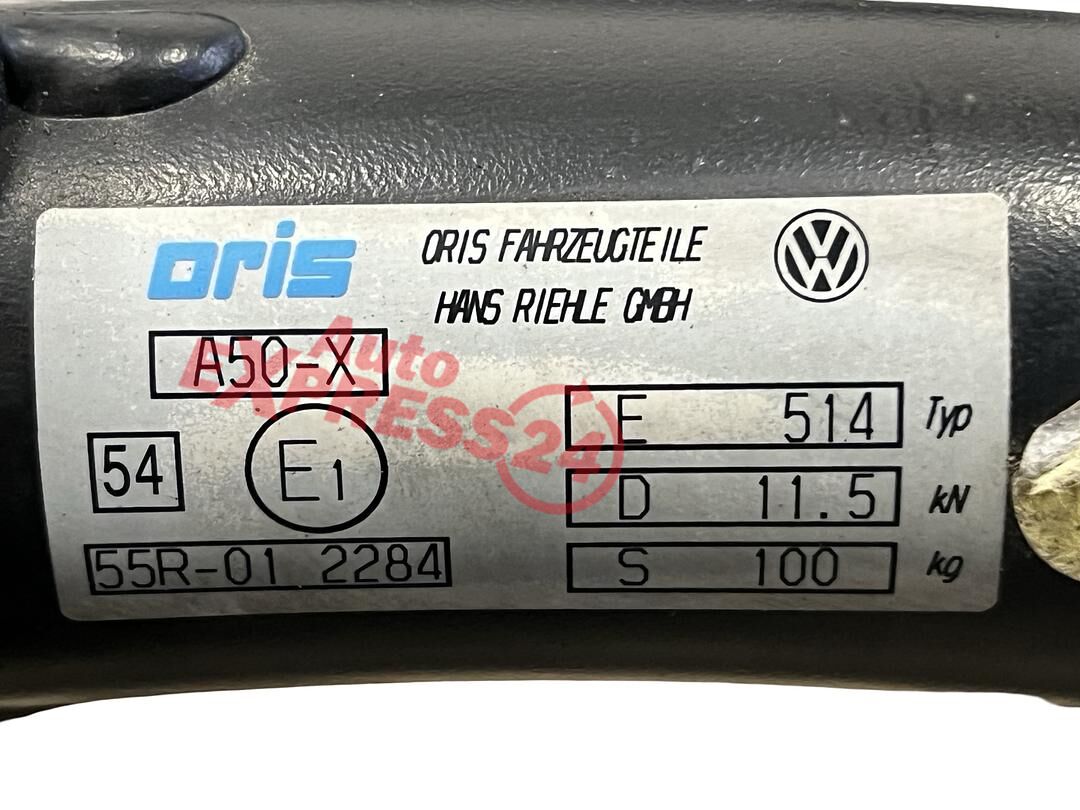 oris
ORIS FAHRZEUGTEILE
HANS RIEHLE GMBH
VW
A50-X
Auto
EXPRESS24
E 514 Typ
54
E1
D 11.5 kN
55R-01 2284
S 100 kg